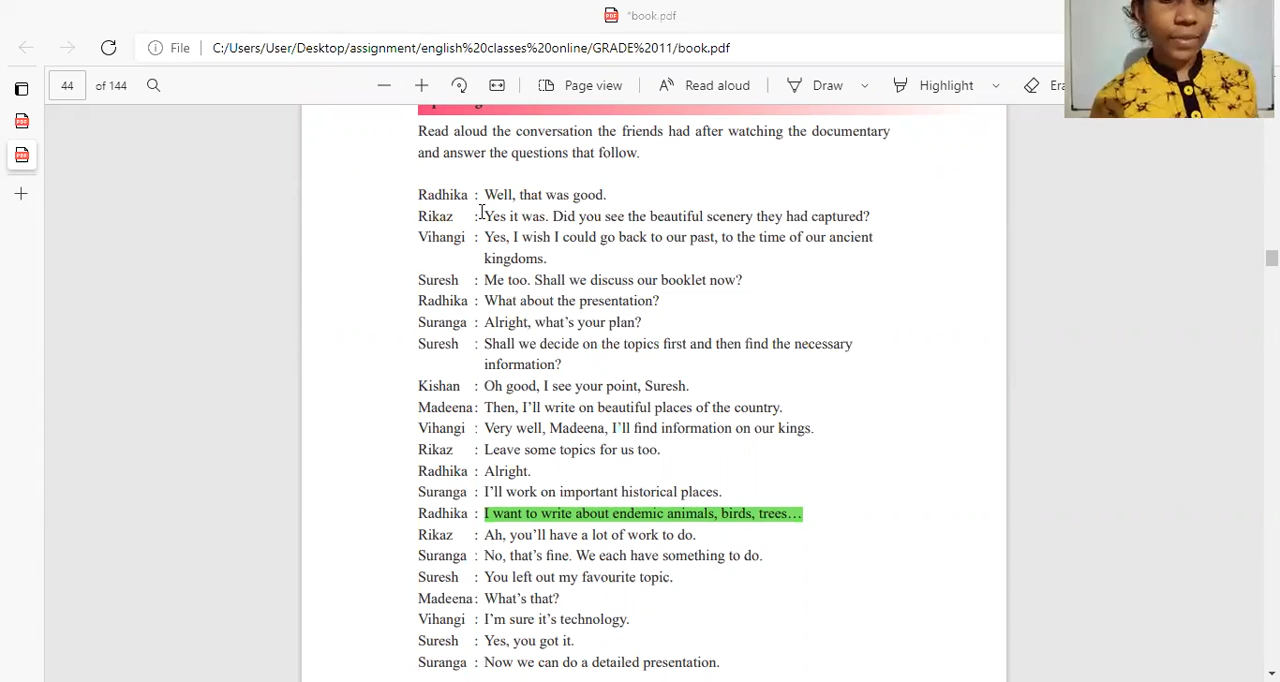 *book.pdf
File C:/Users/User/Desktop/assignment/english%20classes%20online/GRADE%2011/book.pdf
44 of 144 Page view Read aloud Draw Highlight
Read aloud the conversation the friends had after watching the documentary
and answer the questions that follow.
Radhika : Well, that was good.
Rikaz : Yes it was. Did you see the beautiful scenery they had captured?
Vihangi : Yes, I wish I could go back to our past, to the time of our ancient
kingdoms.
Suresh : Me too. Shall we discuss our booklet now?
Radhika : What about the presentation?
Suranga : Alright, what's your plan?
Suresh : Shall we decide on the topics first and then find the necessary
information?
Kishan : Oh good, I see your point, Suresh.
Madeena : Then, I'll write on beautiful places of the country.
Vihangi : Very well, Madeena, I'll find information on our kings.
Rikaz : Leave some topics for us too.
Radhika : Alright.
Suranga : I'll work on important historical places.
Radhika : I want to write about endemic animals, birds, trees…
Rikaz : Ah, you'll have a lot of work to do.
Suranga : No, that's fine. We each have something to do.
Suresh : You left out my favourite topic.
Madeena : What's that?
Vihangi : I'm sure it's technology.
Suresh : Yes, you got it.
Suranga : Now we can do a detailed presentation.